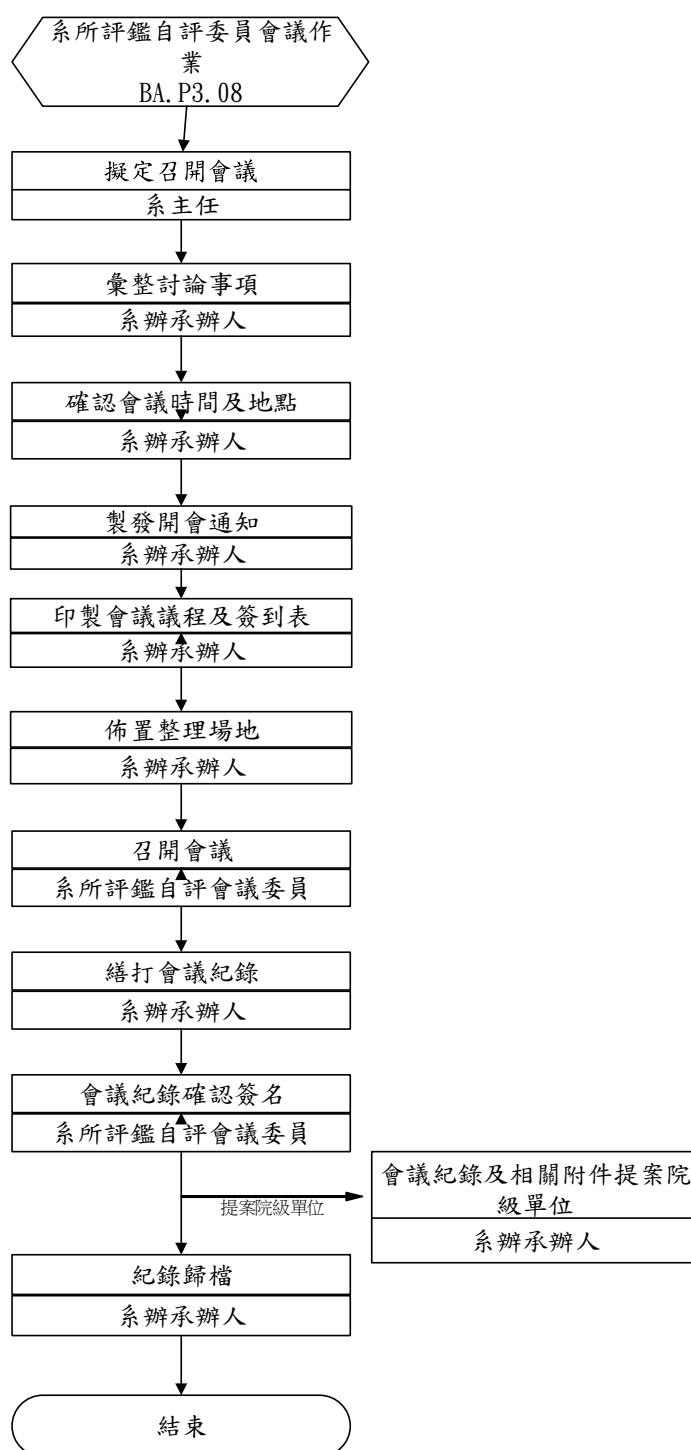 系所評鑑自評委員會議作
業
BA.P3.08
擬定召開會議
系主任
彙整討論事項
系辦承辦人
確認會議時間及地點
系辦承辦人
製發開會通知
系辦承辦人
印製會議議程及簽到表
系辦承辦人
佈置整理場地
系辦承辦人
召開會議
系所評鑑自評會議委員
繕打會議紀錄
系辦承辦人
會議紀錄確認簽名
系所評鑑自評會議委員
提案院級單位
會議紀錄及相關附件提案院
級單位
系辦承辦人
紀錄歸檔
系辦承辦人
結束